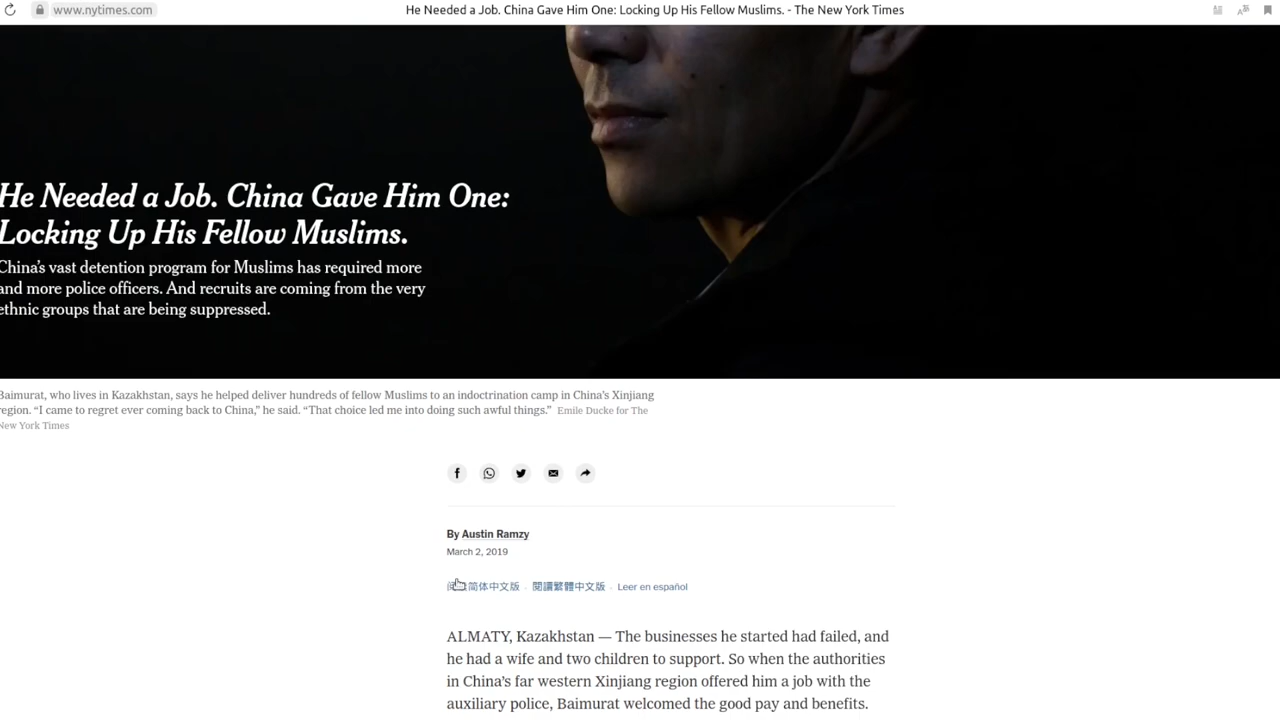 www.nytimes.com
He Needed a Job. China Gave Him One: Locking Up His Fellow Muslims. - The New York Times
He Needed a Job. China Gave Him One:
Locking Up His Fellow Muslims.
China's vast detention program for Muslims has required more
and more police officers. And recruits are coming from the very
ethnic groups that are being suppressed.
Baimurat, who lives in Kazakhstan, says he helped deliver hundreds of fellow Muslims to an indoctrination camp in China's Xinjiang
region. “I came to regret ever coming back to China,” he said. “That choice led me into doing such awful things.” Emile Ducke for The
New York Times
By Austin Ramzy
March 2, 2019
简体中文版 · 閱讀繁體中文版 · Leer en español
ALMATY, Kazakhstan — The businesses he started had failed, and
he had a wife and two children to support. So when the authorities
in China's far western Xinjiang region offered him a job with the
auxiliary police, Baimurat welcomed the good pay and benefits.